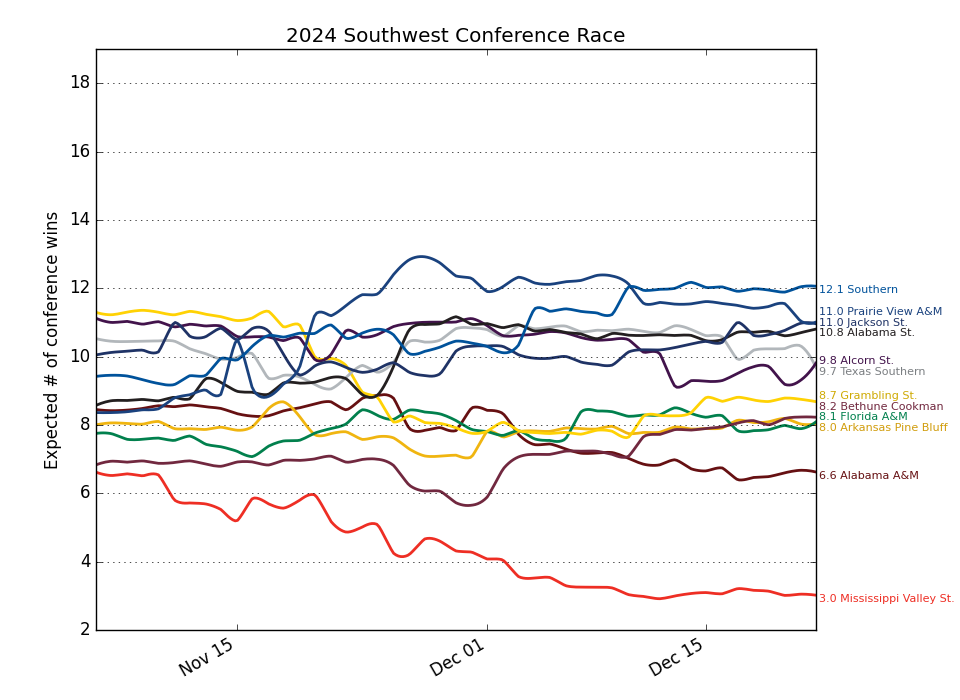 2024 Southwest Conference Race
Expected # of conference wins
18
16
14
12
10
8
6
4
2
Nov 15
Dec 01
Dec 15
12.1 Southern
11.0 Prairie View A&M
11.0 Jackson St.
10.8 Alabama St.
9.8 Alcorn St.
9.7 Texas Southern
8.7 Grambling St.
8.2 Bethune Cookman
8.1 Florida A&M
8.0 Arkansas Pine Bluff
6.6 Alabama A&M
3.0 Mississippi Valley St.